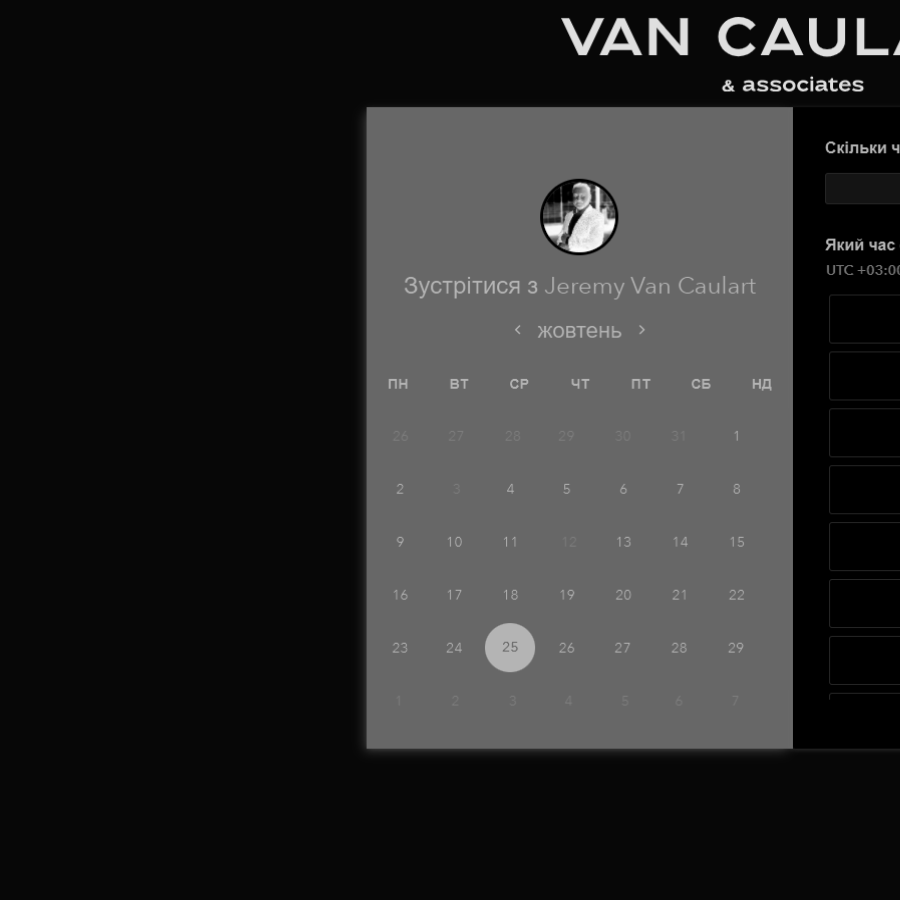 VAN CAUL
& associates
Скільки ч
Який час
UTC +03:00
Зустрітися з Jeremy Van Caulart
жовтень
ПН ВТ СР ЧТ ПТ СБ НД
26 27 28 29 30 31 1
2 3 4 5 6 7 8
9 10 11 12 13 14 15
16 17 18 19 20 21 22
23 24 25 26 27 28 29
1 2 3 4 5 6 7